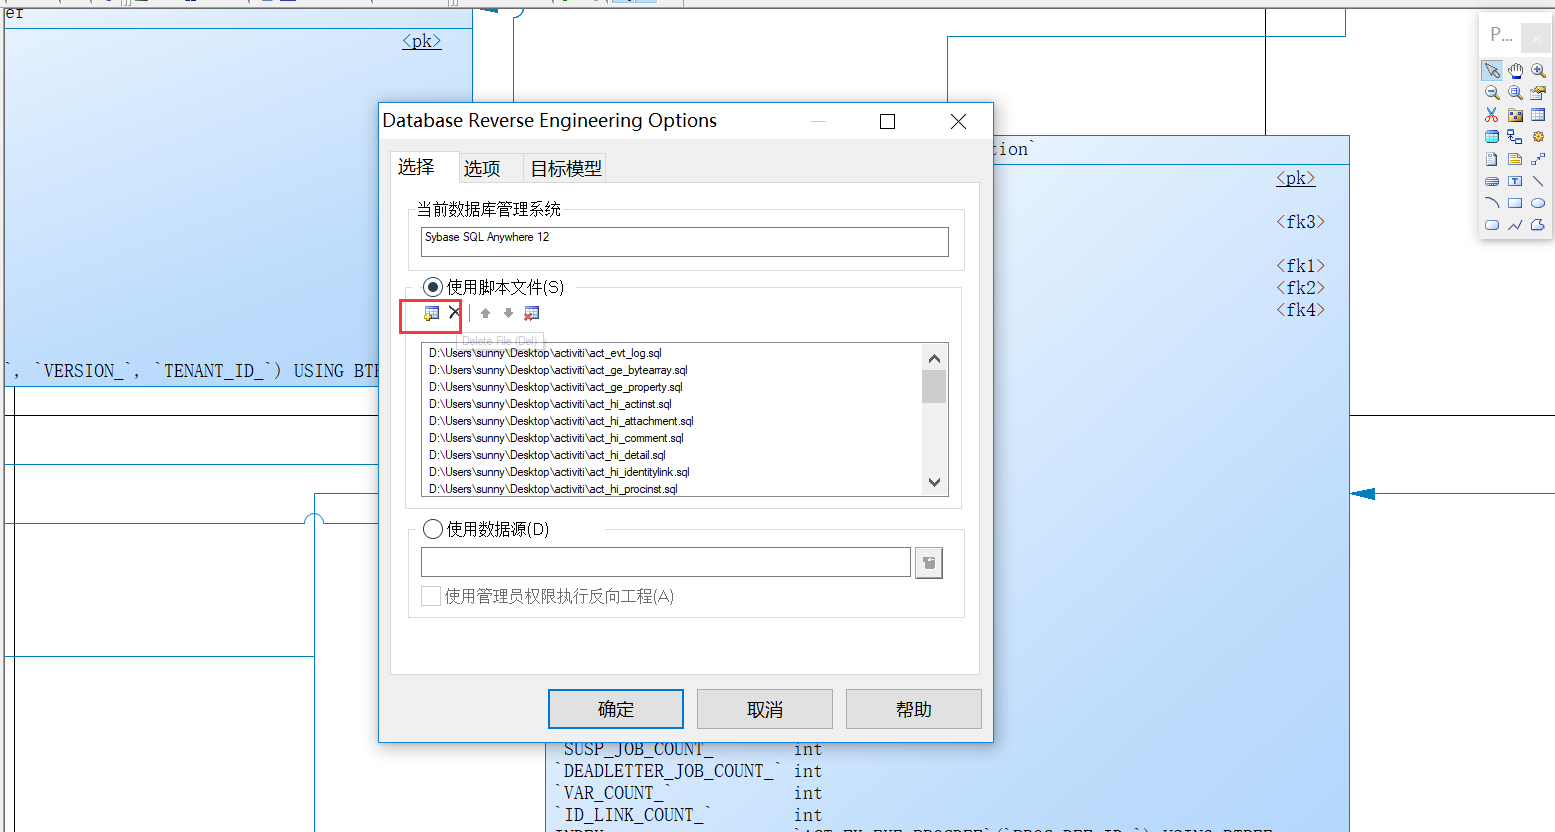 ef
<pk>
P...
Database Reverse Engineering Options
tion`
选择 选项 目标模型
<pk>
当前数据库管理系统
<fk3>
Sybase SQL Anywhere 12
<fk1>
使用脚本文件(S)
<fk2>
<fk4>
Delete File (Del)
D:\Users\sunny\Desktop\activiti\act_evt_log.sql
`, `VERSION_`, `TENANT_ID_`) USING BTR
D:\Users\sunny\Desktop\activiti\act_ge_bytearray.sql
D:\Users\sunny\Desktop\activiti\act_ge_property.sql
D:\Users\sunny\Desktop\activiti\act_hi_actinst.sql
D:\Users\sunny\Desktop\activiti\act_hi_attachment.sql
D:\Users\sunny\Desktop\activiti\act_hi_comment.sql
D:\Users\sunny\Desktop\activiti\act_hi_detail.sql
D:\Users\sunny\Desktop\activiti\act_hi_identitylink.sql
D:\Users\sunny\Desktop\activiti\act_hi_procinst.sql
使用数据源(D)
使用管理员权限执行反向工程(A)
确定 取消 帮助
`SUSP_JOB_COUNT_` int
`DEADLETTER_JOB_COUNT_` int
`VAR_COUNT_` int
`ID_LINK_COUNT_` int